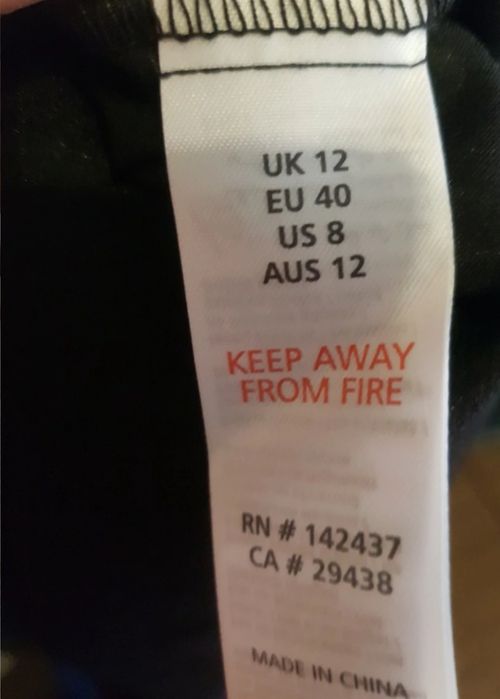 UK 12
EU 40
US 8
AUS 12
KEEP AWAY
FROM FIRE
RN # 142437
CA # 29438
MADE IN CHINA